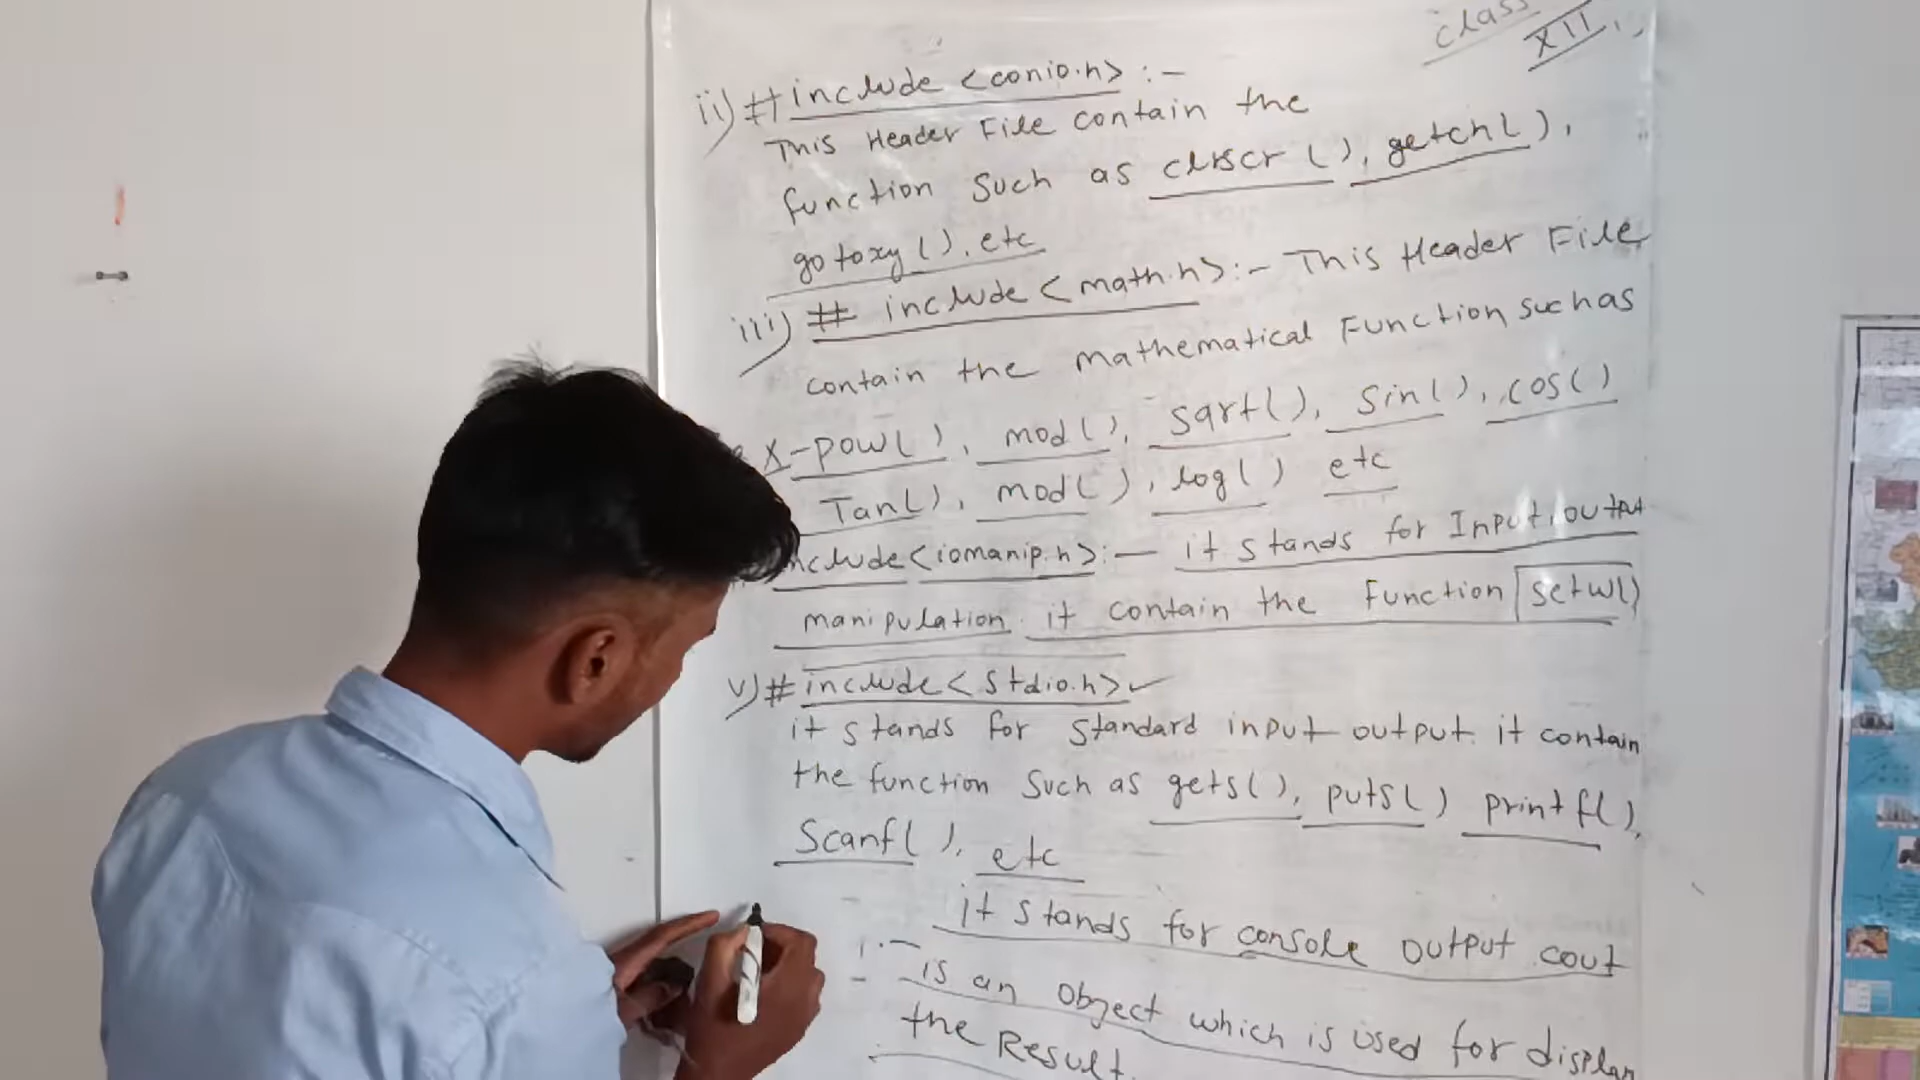 class
XII
ii) #include <conio.h> :-
This Header File contain the
function such as clrscr (), getch(),
gotoxy(), etc
iii) # include <math.h>:- This Header File
contain the mathematical Function such as
x-pow(), mod(), sqrt(), sin(), cos()
Tan(), mod(), log() etc
include<iomanip.h>:- it stands for Input, output
manipulation. it contain the function setw()
v) #include<stdio.h>
it stands for standard input output. it contain
the function such as gets(), puts() printf(),
Scanf(), etc
it stands for console output cout
is an object which is used for display
the Result.